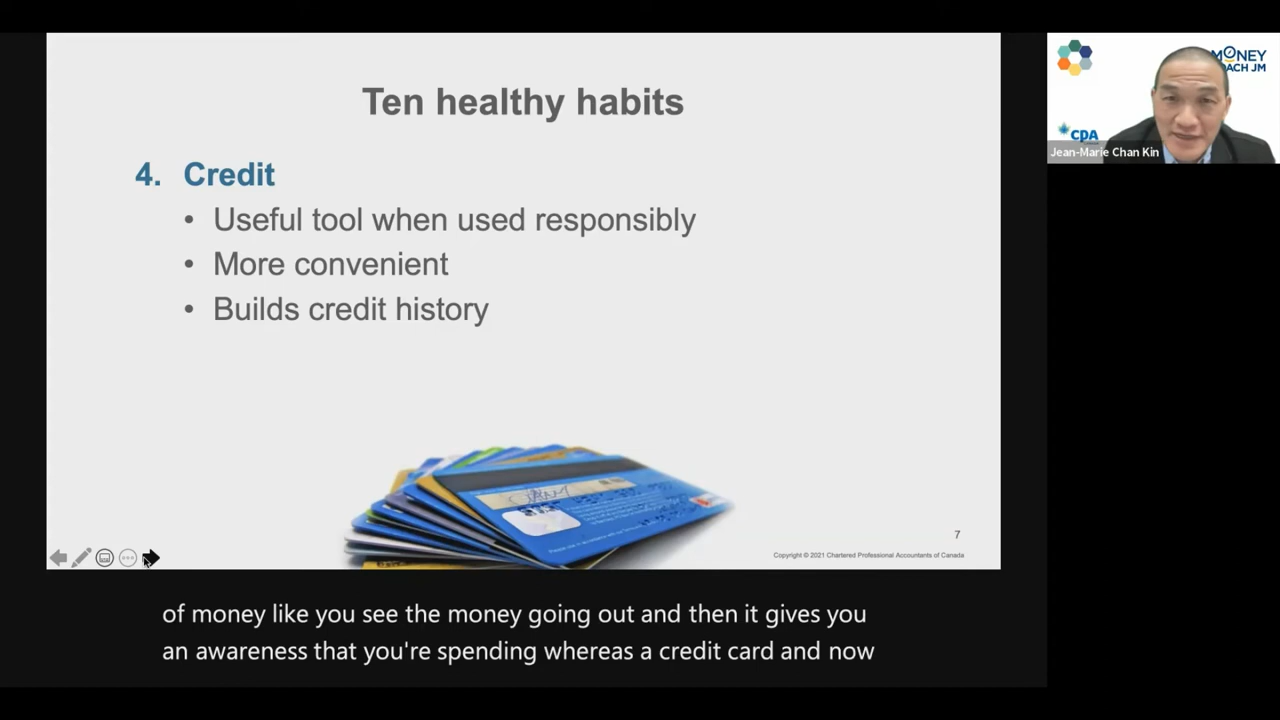 Ten healthy habits
4. Credit
• Useful tool when used responsibly
• More convenient
• Builds credit history
7
Copyright © 2021 Chartered Professional Accountants of Canada
MONEY
ACH JM
CPA
Jean-Marie Chan Kin
of money like you see the money going out and then it gives you
an awareness that you're spending whereas a credit card and now